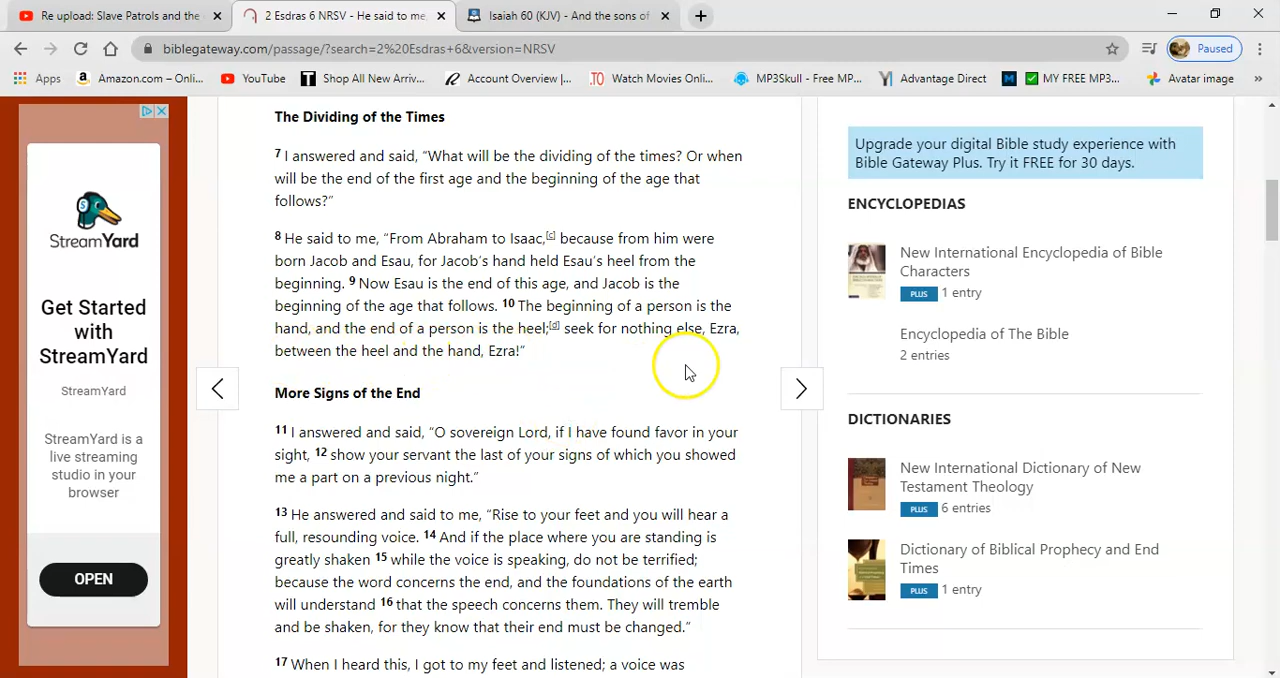 Re upload: Slave Patrols and the
2 Esdras 6 NRSV - He said to me,
Isaiah 60 (KJV) - And the sons of
biblegateway.com/passage/?search=2%20Esdras+6&version=NRSV
Paused
Apps
Amazon.com – Onli...
YouTube
Shop All New Arriv...
Account Overview |...
Watch Movies Onlin...
MP3Skull - Free MP...
Advantage Direct
MY FREE MP3...
Avatar image
»
StreamYard
Get Started
with
StreamYard
StreamYard
StreamYard is a
live streaming
studio in your
browser
OPEN
The Dividing of the Times
7 I answered and said, “What will be the dividing of the times? Or when
will be the end of the first age and the beginning of the age that
follows?”
8 He said to me, “From Abraham to Isaac,[c] because from him were
born Jacob and Esau, for Jacob’s hand held Esau’s heel from the
beginning. 9 Now Esau is the end of this age, and Jacob is the
beginning of the age that follows. 10 The beginning of a person is the
hand, and the end of a person is the heel;[d] seek for nothing else, Ezra,
between the heel and the hand, Ezra!”
More Signs of the End
11 I answered and said, “O sovereign Lord, if I have found favor in your
sight, 12 show your servant the last of your signs of which you showed
me a part on a previous night.”
13 He answered and said to me, “Rise to your feet and you will hear a
full, resounding voice. 14 And if the place where you are standing is
greatly shaken 15 while the voice is speaking, do not be terrified;
because the word concerns the end, and the foundations of the earth
will understand 16 that the speech concerns them. They will tremble
and be shaken, for they know that their end must be changed.”
17 When I heard this, I got to my feet and listened; a voice was
Upgrade your digital Bible study experience with
Bible Gateway Plus. Try it FREE for 30 days.
ENCYCLOPEDIAS
New International Encyclopedia of Bible
Characters
PLUS 1 entry
Encyclopedia of The Bible
2 entries
DICTIONARIES
New International Dictionary of New
Testament Theology
PLUS 6 entries
Dictionary of Biblical Prophecy and End
Times
PLUS 1 entry